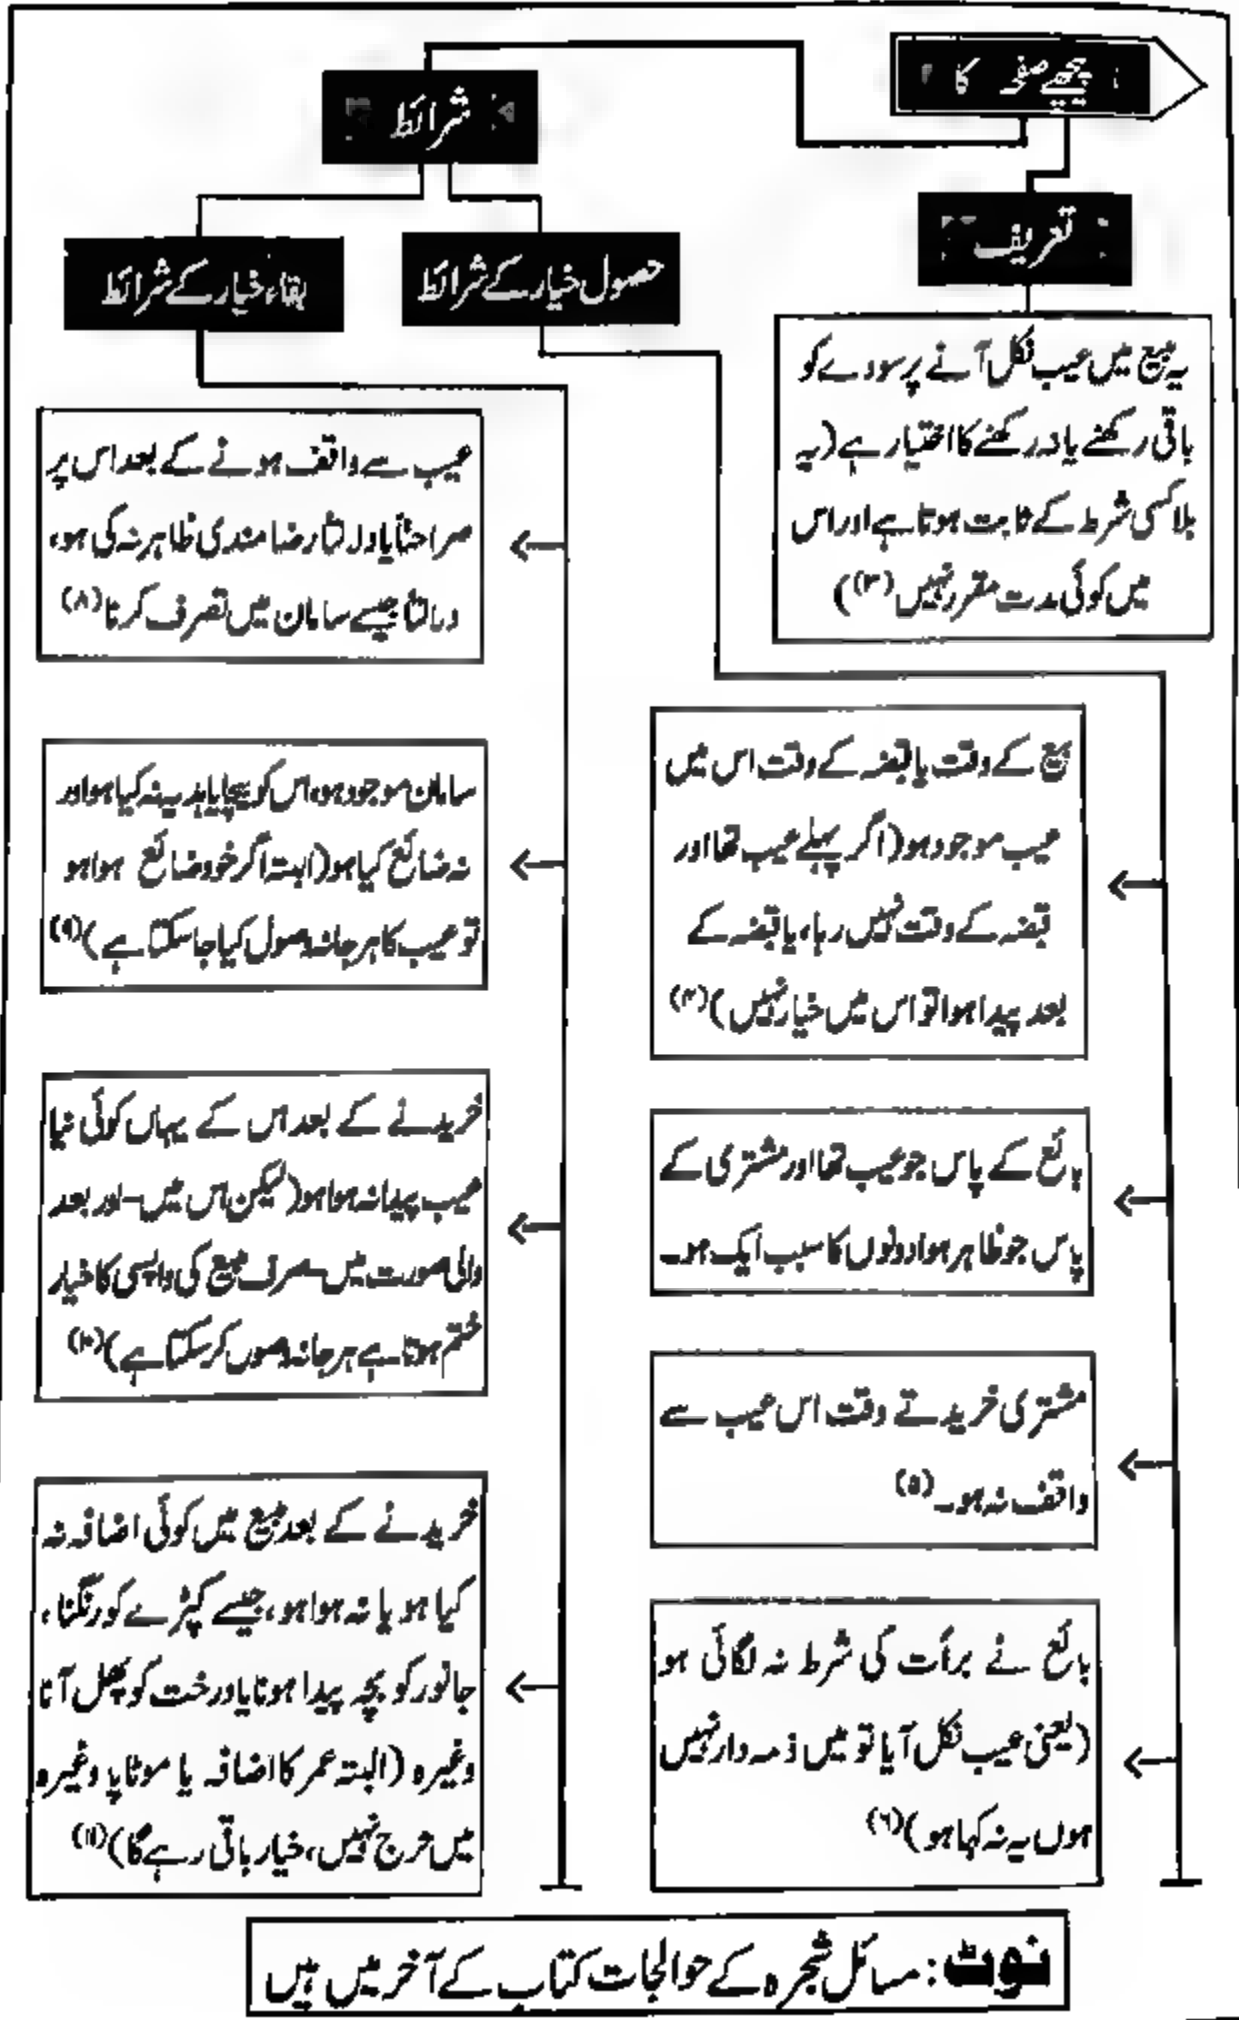 پچھلے صفحہ کا
تعریف
یہ مبیع میں عیب نکل آنے پر سودے کو
باقی رکھنے یا نہ رکھنے کا اختیار ہے (یہ
بلا کسی شرط کے ثابت ہوتا ہے اور اس
میں کوئی مدت مقرر نہیں (۳))
شرائط
حصول خیار کے شرائط
بیع کے وقت یا قبضہ کے وقت اس میں
عیب موجود ہو (اگر پہلے عیب تھا اور
قبضہ کے وقت نہیں رہا، یا قبضہ کے
بعد پیدا ہوا تو اس میں خیار نہیں) (۴)
بائع کے پاس جو عیب تھا اور مشتری کے
پاس جو ظاہر ہوا دونوں کا سبب ایک ہو۔
مشتری خریدتے وقت اس عیب سے
واقف نہ ہو۔ (۵)
بائع نے برأت کی شرط نہ لگائی ہو
(یعنی عیب نکل آیا تو میں ذمہ دار نہیں
ہوں یہ نہ کہا ہو) (۶)
بقاء خیار کے شرائط
عیب سے واقف ہونے کے بعد اس پر
صراحتاً یا دلالتاً رضا مندی ظاہر نہ کی ہو،
دلالتاً جیسے سامان میں تصرف کرنا (۸)
سامان موجود ہو، اس کو بیچا یا ہدیہ نہ کیا ہو اور
نہ ضائع کیا ہو (البتہ اگر خود ضائع ہوا ہو
تو عیب کا ہرجانہ وصول کیا جا سکتا ہے) (۹)
خریدنے کے بعد اس کے یہاں کوئی نیا
عیب پیدا نہ ہوا ہو (لیکن اس میں - اور بعد
والی صورت میں - صرف مبیع کی واپسی کا خیار
ختم ہوتا ہے ہرجانہ وصول کر سکتا ہے) (۱۰)
خریدنے کے بعد مبیع میں کوئی اضافہ نہ
کیا ہو یا نہ ہوا ہو، جیسے کپڑے کو رنگنا،
جانور کو بچہ پیدا ہونا یا درخت کو پھل آنا
وغیرہ (البتہ عمر کا اضافہ یا موٹاپا وغیرہ
میں حرج نہیں، خیار باقی رہے گا) (۱۱)
نوٹ: مسائل شجرہ کے حوالجات کتاب کے آخر میں ہیں